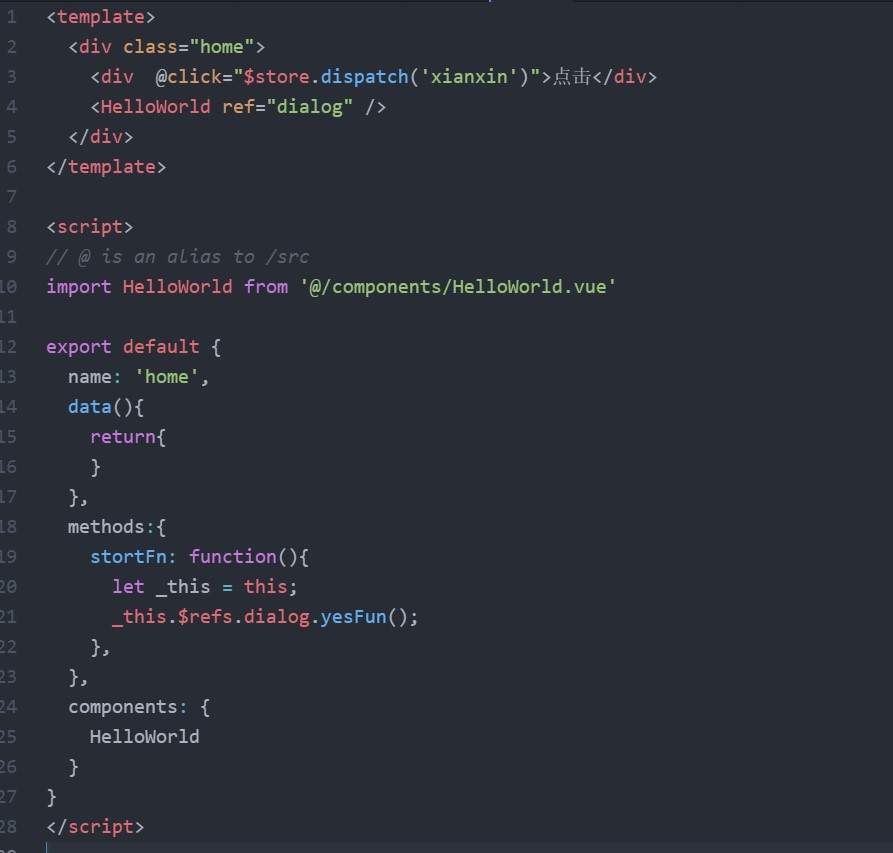 1 <template>
2   <div class="home">
3     <div  @click="$store.dispatch('xianxin')">点击</div>
4     <HelloWorld ref="dialog" />
5   </div>
6 </template>
7
8 <script>
9 // @ is an alias to /src
10 import HelloWorld from '@/components/HelloWorld.vue'
11
12 export default {
13   name: 'home',
14   data(){
15     return{
16     }
17   },
18   methods:{
19     stortFn: function(){
20       let _this = this;
21       _this.$refs.dialog.yesFun();
22     },
23   },
24   components: {
25     HelloWorld
26   }
27 }
28 </script>